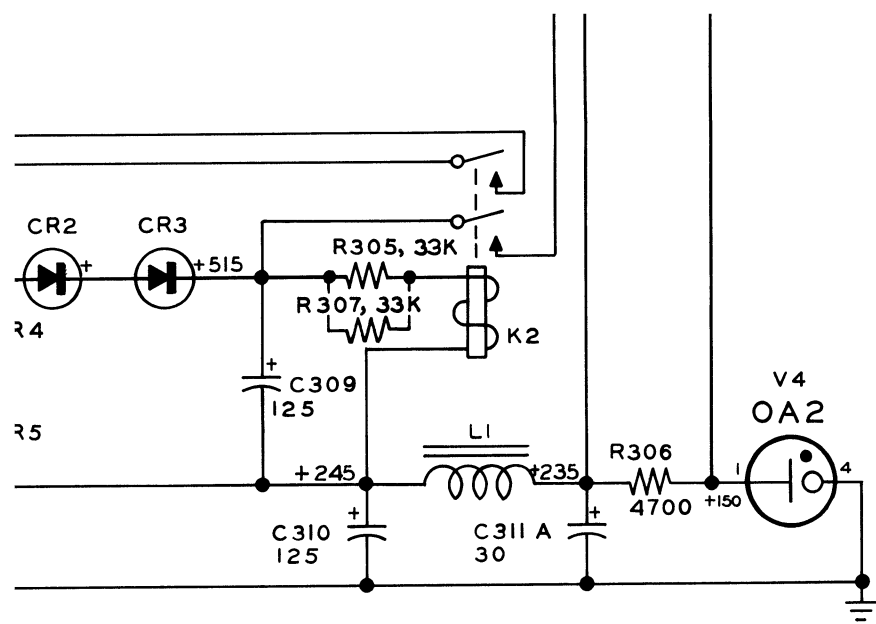 CR2
CR3
+
+515
R305, 33K
R307, 33K
R4
K2
+
C309
125
V4
OA2
R5
L1
R306
+245
+235
1
4
4700
+150
+
C310
125
+
C311A
30